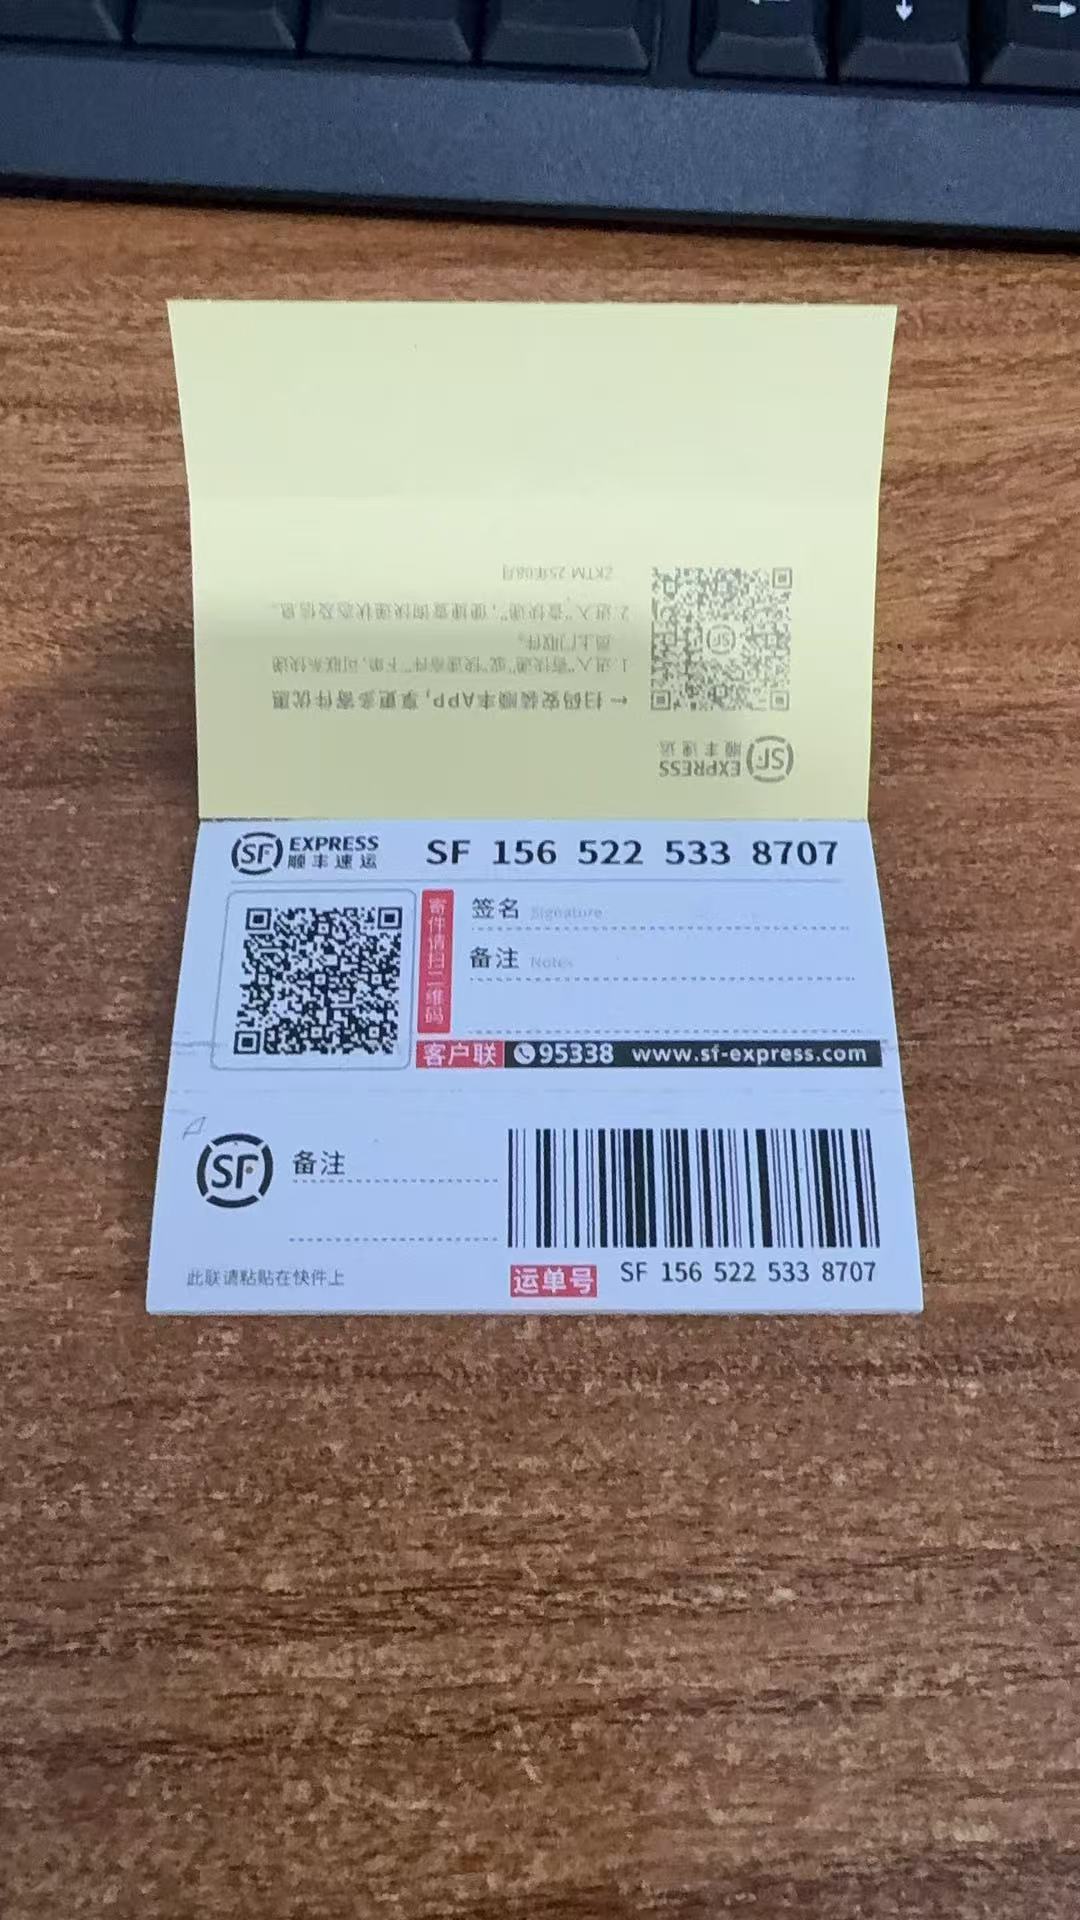 ←扫码安装顺丰APP，享更多寄件优惠
1. 进入"寄快递"或"快速寄件"下单，可联系快递
员上门取件。
2. 进入"查快递"，便捷查询快递状态及信息。
ZKTM 25年08月
SF EXPRESS
顺丰速运
SF EXPRESS
顺丰速运
SF 156 522 533 8707
寄件请扫二维码
签名 Signature
备注 Notes
客户联 95338 www.sf-express.com
SF
备注
此联请粘贴在快件上
运单号 SF 156 522 533 8707